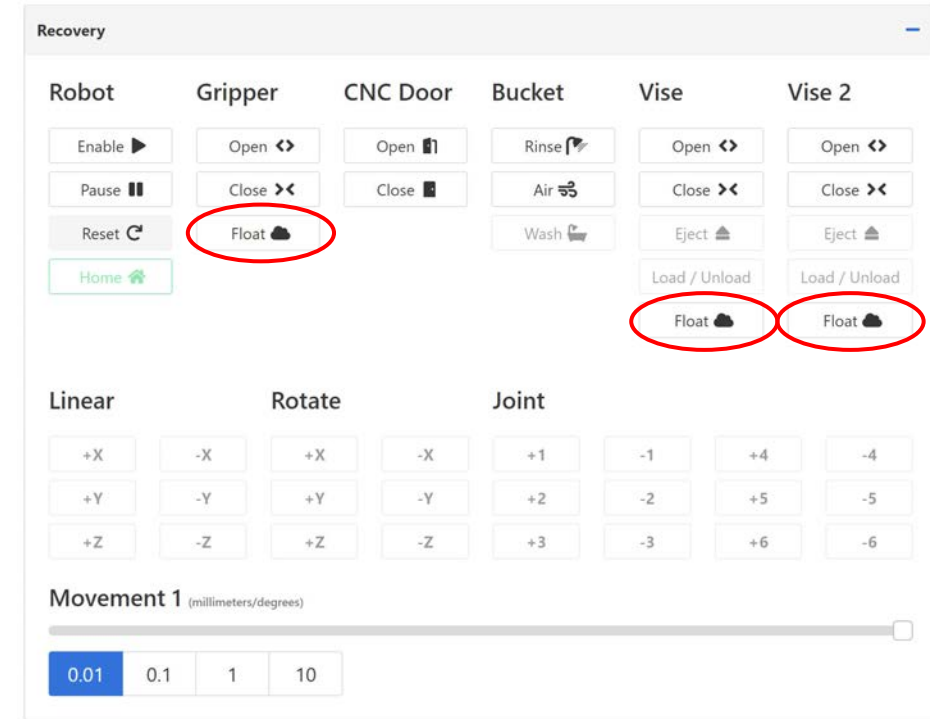 Recovery
Robot Gripper CNC Door Bucket Vise Vise 2
Enable Open Open Rinse Open Open
Pause Close Close Air Close Close
Reset Float Wash Eject Eject
Home Load / Unload Load / Unload
Float Float
Linear Rotate Joint
+X -X +X -X +1 -1 +4 -4
+Y -Y +Y -Y +2 -2 +5 -5
+Z -Z +Z -Z +3 -3 +6 -6
Movement 1 (millimeters/degrees)
0.01 0.1 1 10